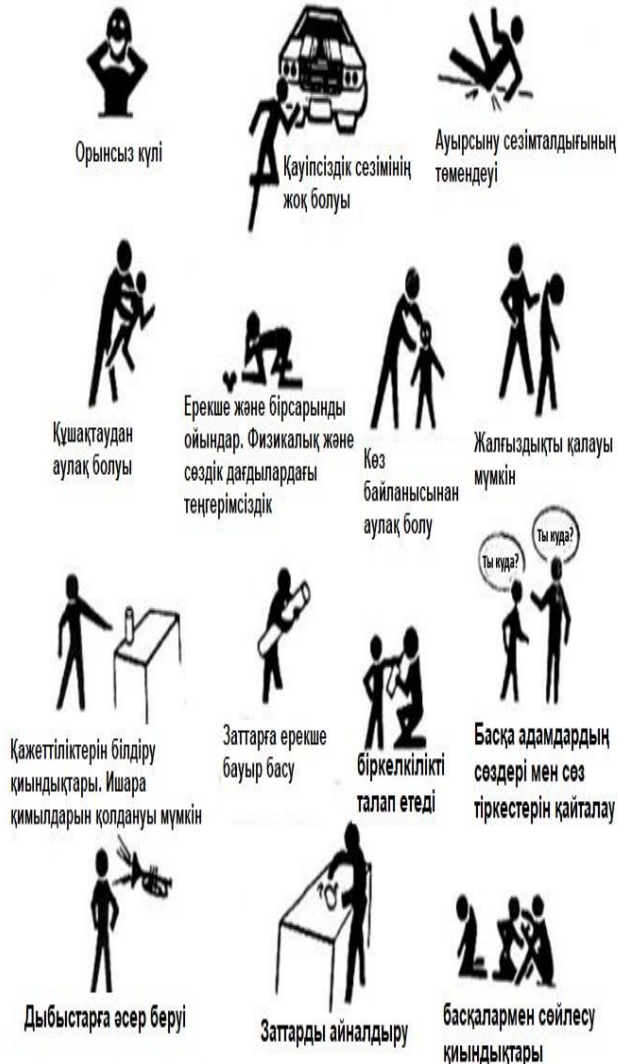 Орынсыз күлі
Қауіпсіздік сезімінің
жоқ болуы
Ауырсыну сезімталдығының
төмендеуі
Құшақтаудан
аулақ болуы
Ерекше және бірсарынды
ойындар. Физикалық және
сөздік дағдылардағы
теңгерімсіздік
Көз
байланысынан
аулақ болу
Жалғыздықты қалауы
мүмкін
Қажеттіліктерін білдіру
қиындықтары. Ишара
қимылдарын қолдануы мүмкін
Заттарға ерекше
бауыр басу
біркелкілікті
талап етеді
Ты куда?
Ты куда?
Басқа адамдардың
сөздері мен сөз
тіркестерін қайталау
Дыбыстарға әсер беруі
Заттарды айналдыру
басқалармен сөйлесу
қиындықтары